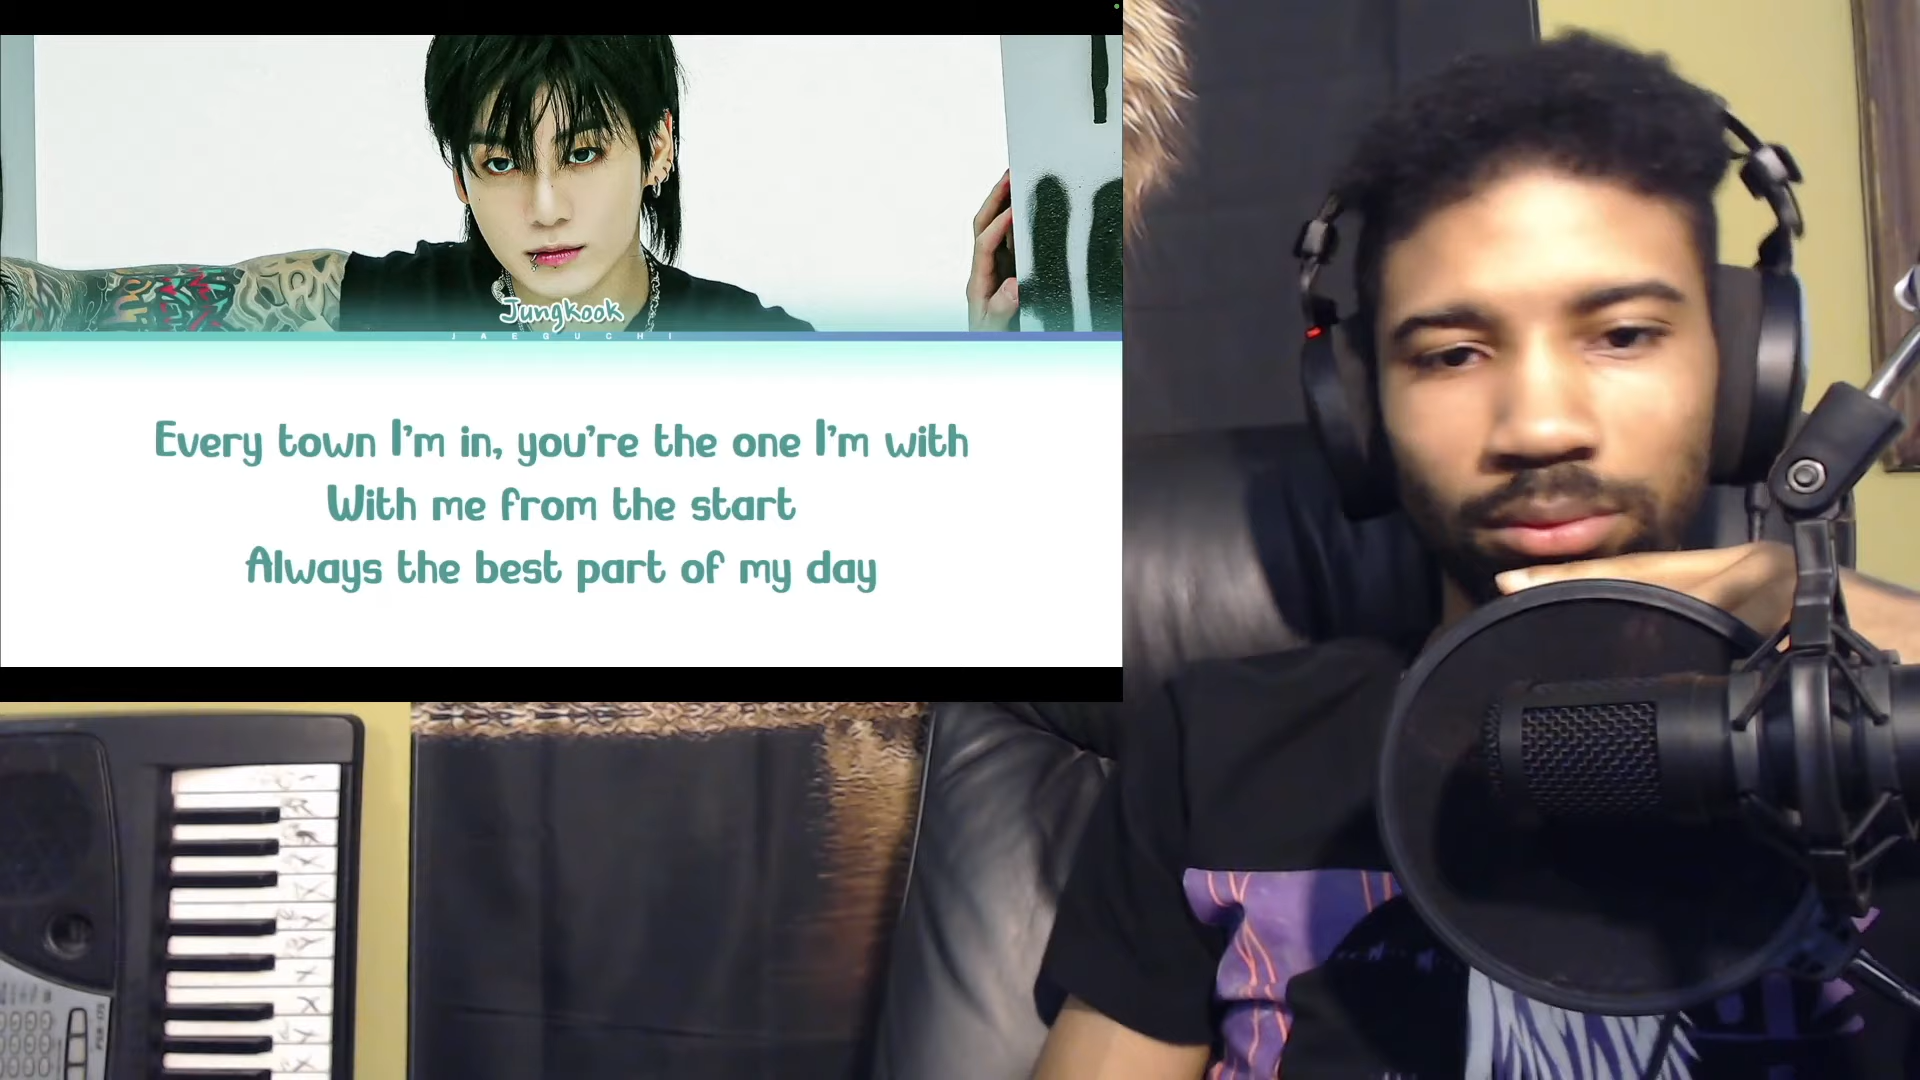 Jungkook
JAEGUCHI
Every town I'm in, you're the one I'm with
With me from the start
Always the best part of my day